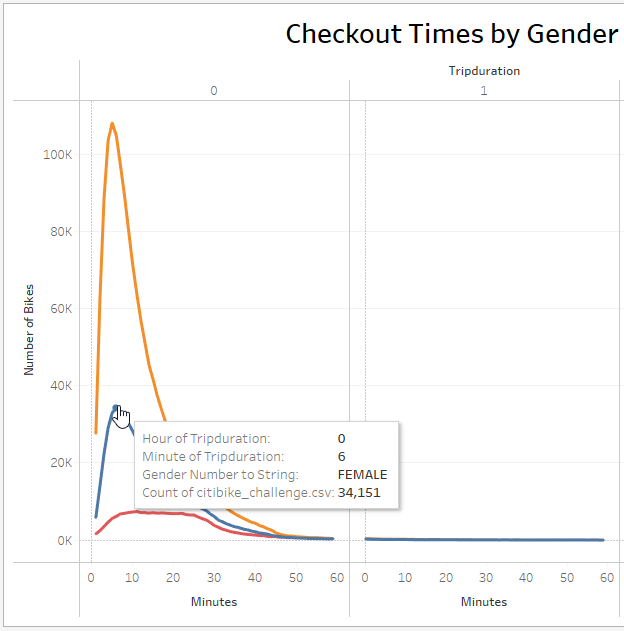 Checkout Times by Gender
Tripduration
0 1
100K
80K
60K
40K
20K
0K
Number of Bikes
Hour of Tripduration: 0
Minute of Tripduration: 6
Gender Number to String: FEMALE
Count of citibike_challenge.csv: 34,151
0 10 20 30 40 50 60 0 10 20 30 40 50 60
Minutes Minutes